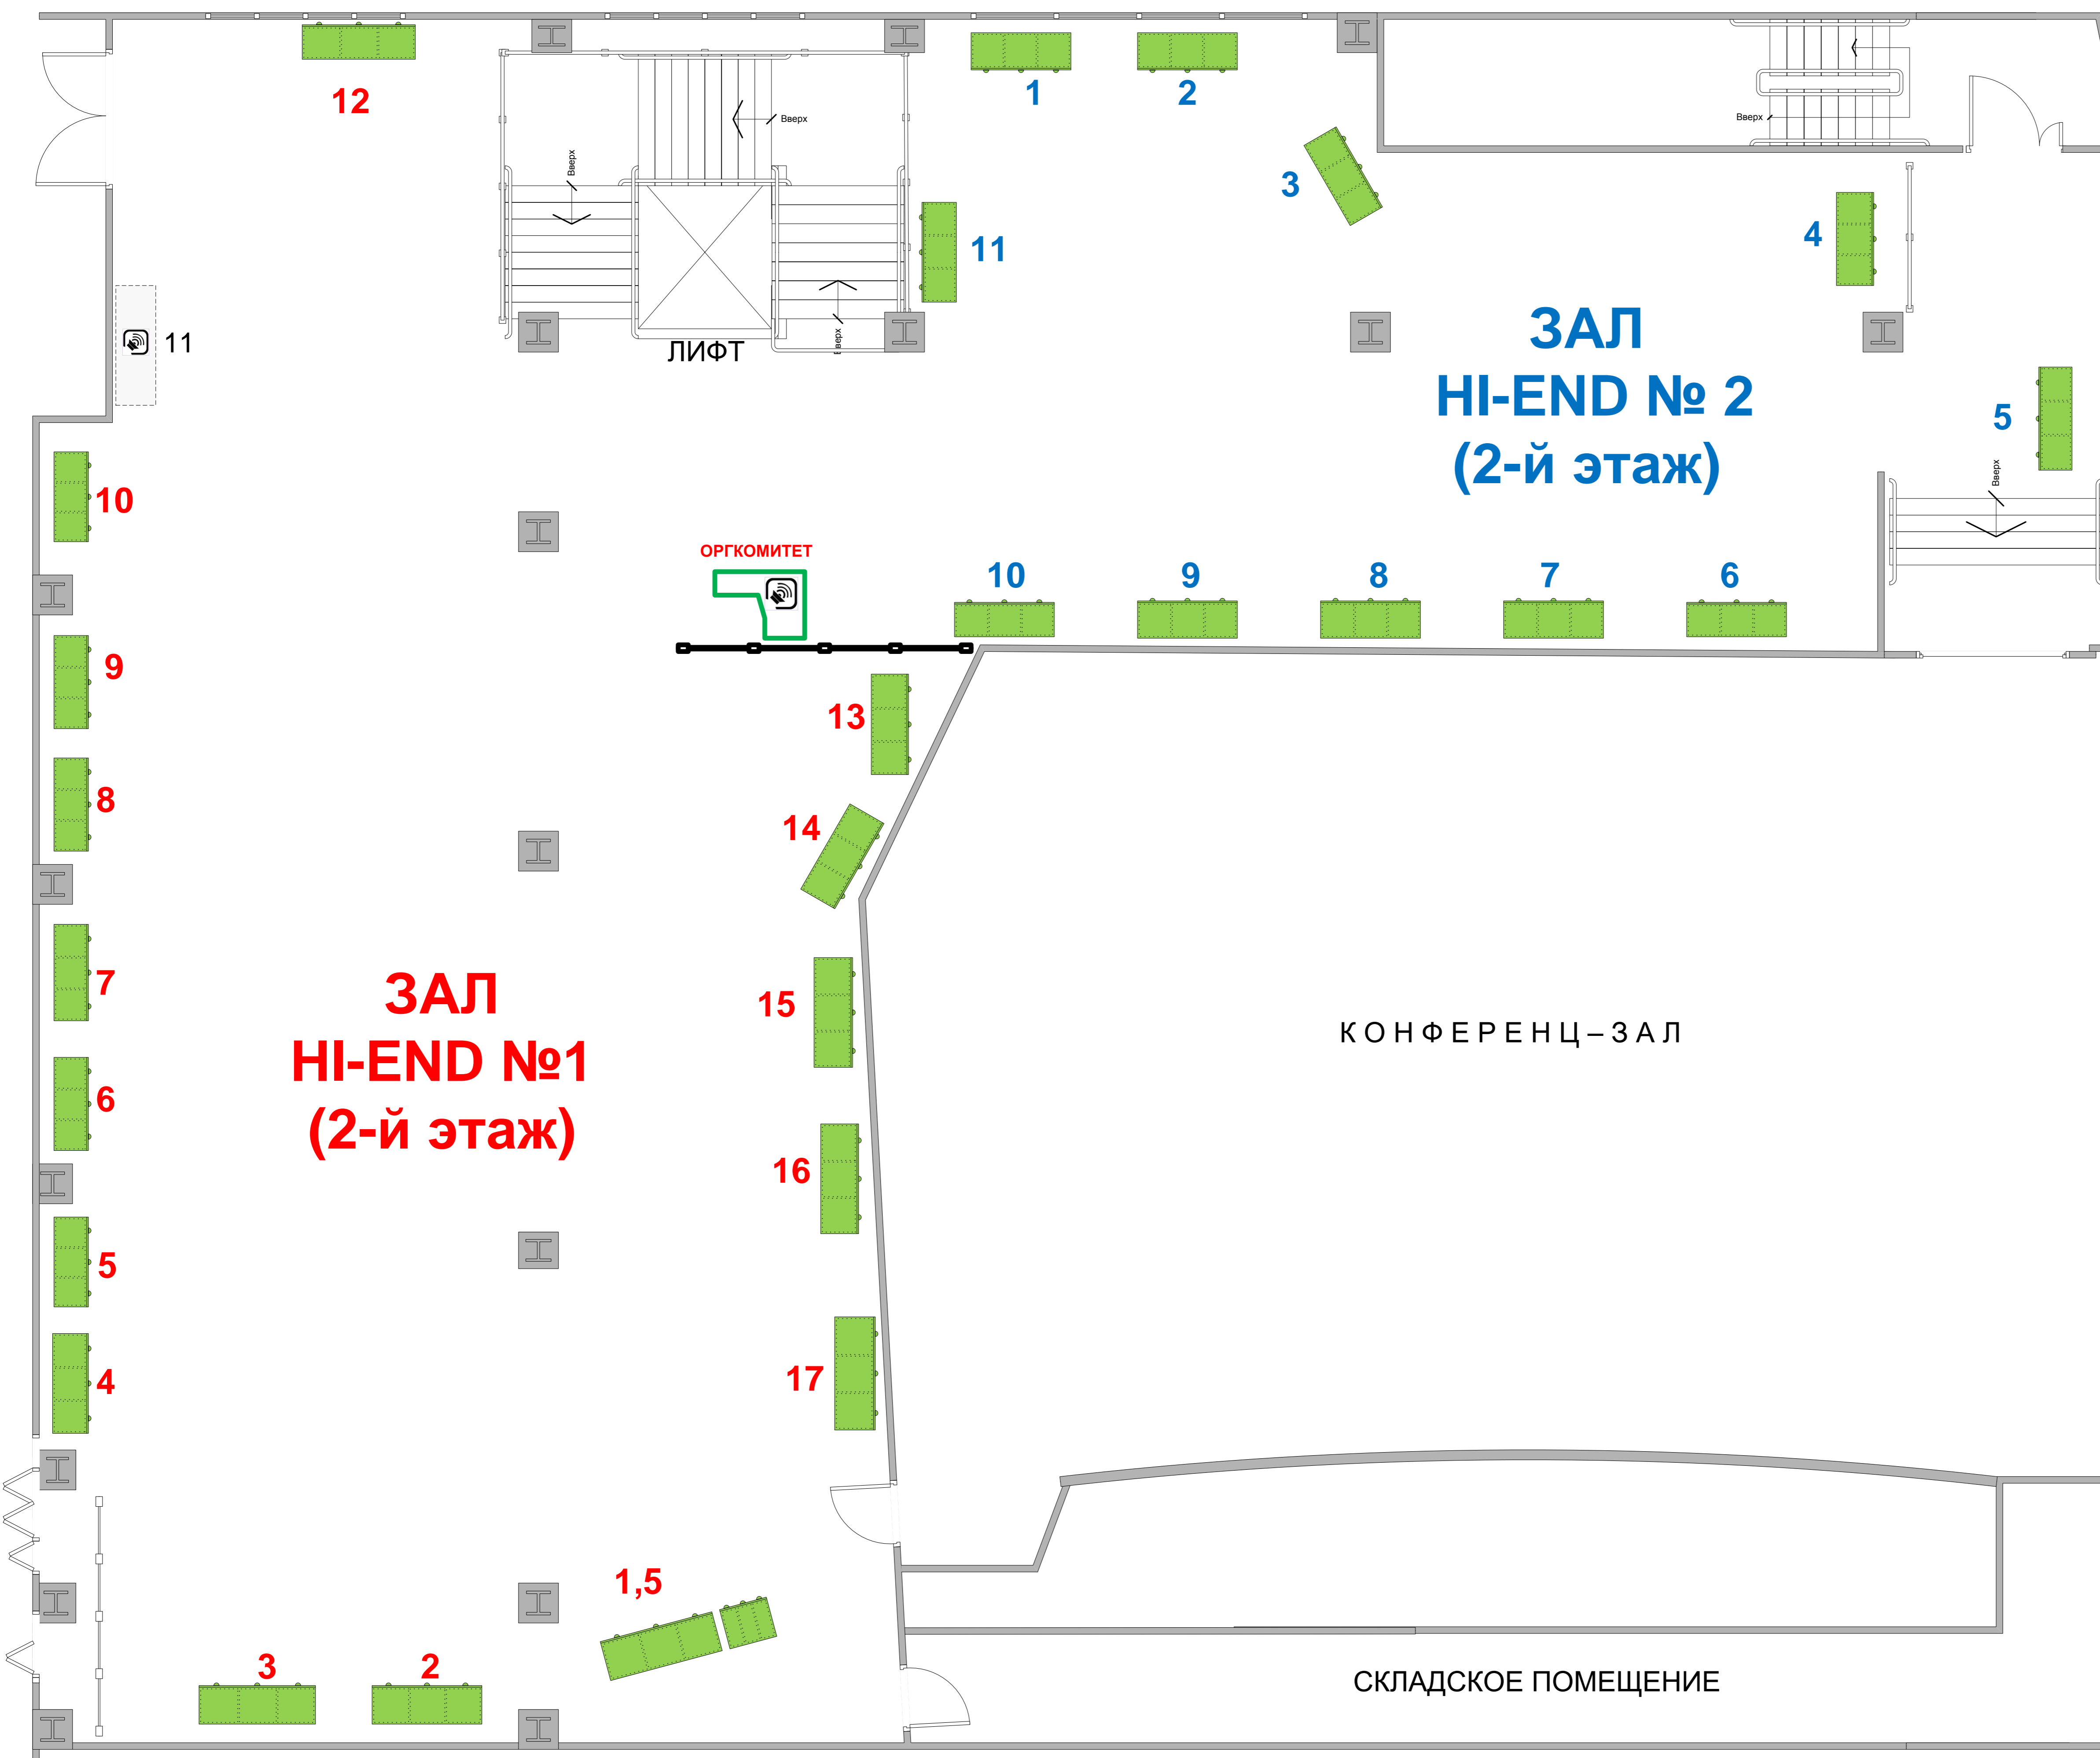 12
1
2
Вверх
Вверх
Вверх
3
4
11
11
Вверх
ЛИФТ
ЗАЛ
HI-END № 2
(2-й этаж)
5
Вверх
10
ОРГКОМИТЕТ
10
9
8
7
6
9
13
8
14
7
ЗАЛ
HI-END №1
(2-й этаж)
15
КОНФЕРЕНЦ–ЗАЛ
6
16
5
17
4
1,5
3
2
СКЛАДСКОЕ ПОМЕЩЕНИЕ